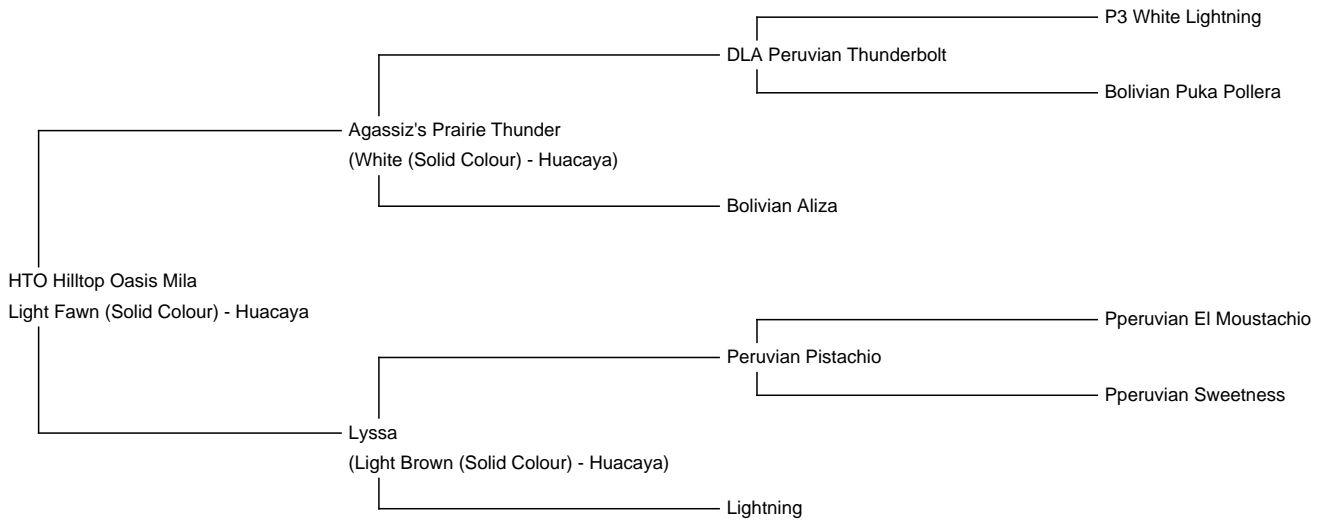 P3 White Lightning
DLA Peruvian Thunderbolt
Bolivian Puka Pollera
Agassiz's Prairie Thunder
(White (Solid Colour) - Huacaya)
Bolivian Aliza
HTO Hilltop Oasis Mila
Light Fawn (Solid Colour) - Huacaya
Pperuvian El Moustachio
Peruvian Pistachio
Pperuvian Sweetness
Lyssa
(Light Brown (Solid Colour) - Huacaya)
Lightning